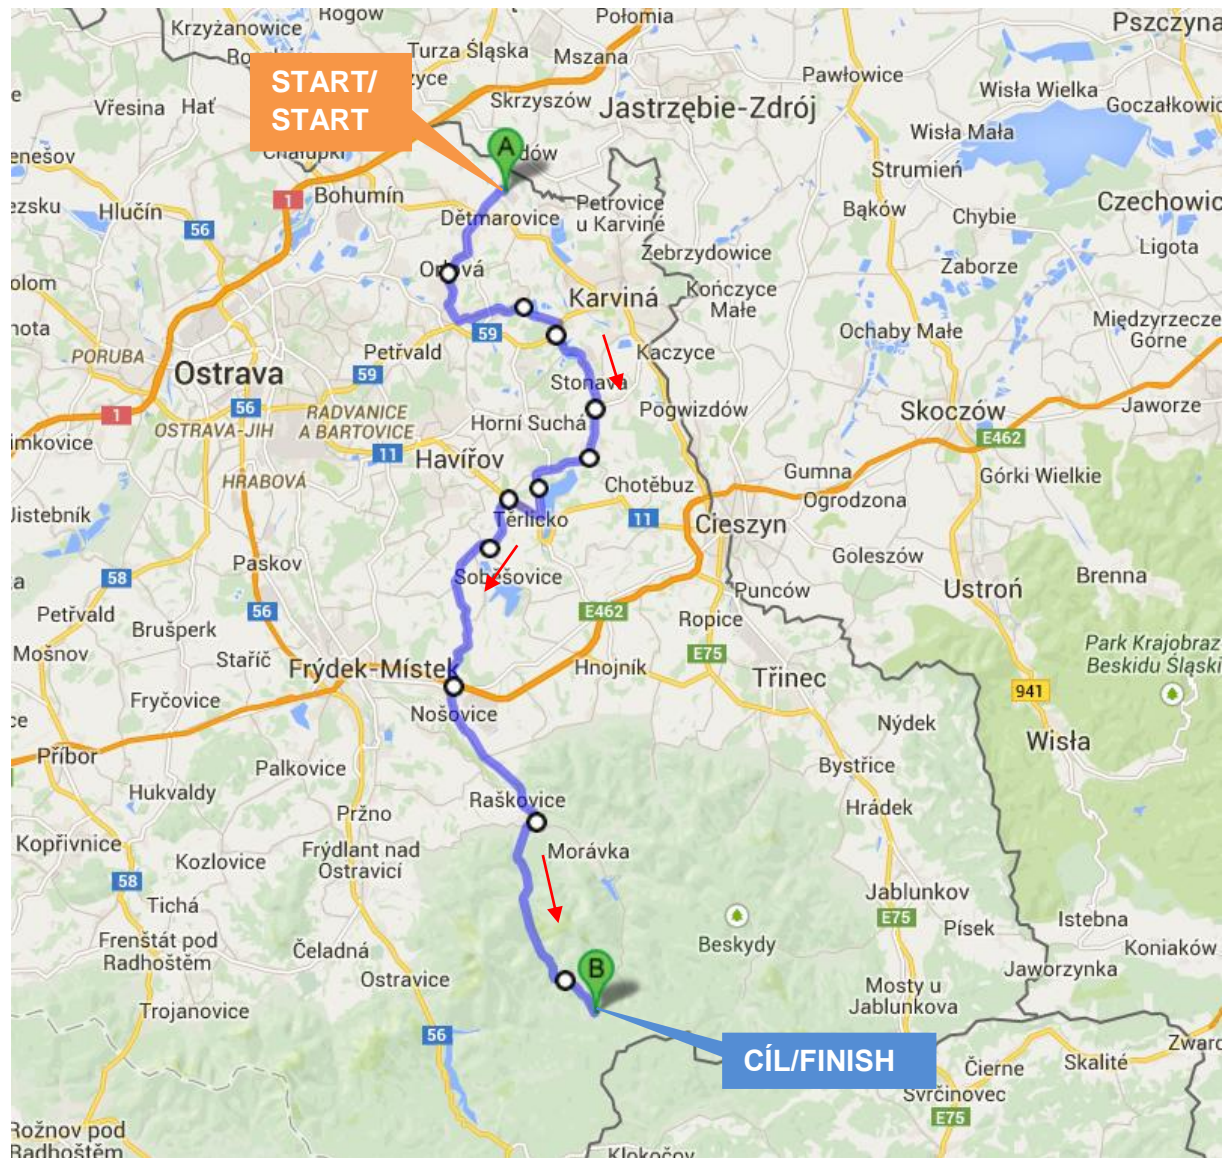 Krzyżanowice
Rogów
Połomia
Pszczyna
Turza Śląska
Mszana
START/
START
Pawłowice
Wisła Wielka
Vřesina
Hať
Skrzyszów
Jastrzębie-Zdrój
Goczałkowic
Wisła Mała
A
Chałupki
Strumień
1
Bohumín
Petrovice
u Karviné
Hlučín
56
Dětmarovice
Bąków
Chybie
Czechowic
Zebrzydowice
Ligota
Orlová
Zaborze
Karviná
Kończyce
Małe
Międzyrzecze
Górne
59
Ochaby Małe
PORUBA
Petřvald
Kaczyce
Ostrava
59
Stonava
56
RADVANICE
A BARTOVICE
Pogwizdów
Skoczów
Jaworze
1
OSTRAVA-JIH
Horní Suchá
E462
11
Havířov
Gumna
Górki Wielkie
HRABOVÁ
Chotěbuz
Ogrodzona
Jistebník
Těrlicko
11
Cieszyn
Paskov
Goleszów
58
Soběšovice
Brenna
Puńców
Ustroń
Petřvald
56
E462
Ropice
Brušperk
Park Krajobraz
Beskidu Śląski
Mošnov
Staříč
Frýdek-Místek
Hnojník
E75
Třinec
Fryčovice
941
Nošovice
Nýdek
Wisła
Příbor
Palkovice
Bystřice
Hukvaldy
Raškovice
Hrádek
Pržno
Kopřivnice
Kozlovice
Frýdlant nad
Ostravicí
Morávka
58
Jablunkov
Tichá
E75
Istebna
Beskydy
Písek
Frenštát pod
Radhoštěm
Čeladná
Koniaków
B
Jaworzynka
Ostravice
Mosty u
Jablunkova
Trojanovice
56
CÍL/FINISH
Čierne
Skalité
Svrčinovec
E75
Rožnov pod
Radhoštěm
Klokočov